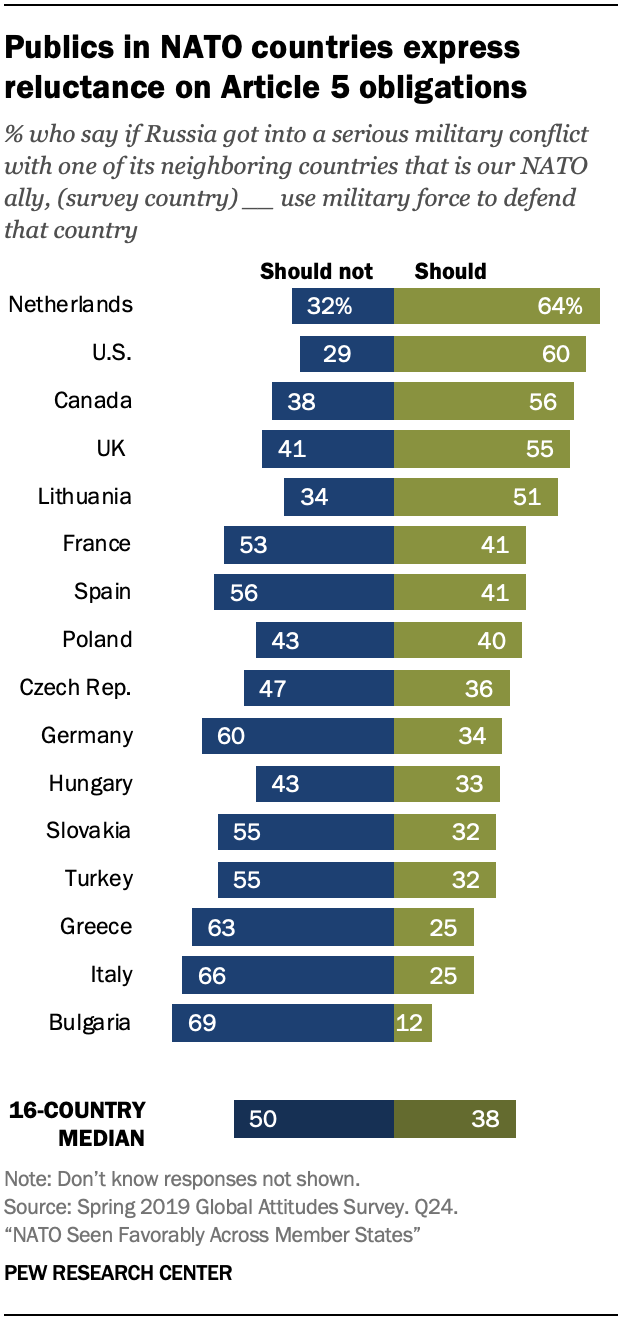 Publics in NATO countries express
reluctance on Article 5 obligations
% who say if Russia got into a serious military conflict
with one of its neighboring countries that is our NATO
ally, (survey country) __ use military force to defend
that country
Should not Should
Netherlands 32% 64%
U.S. 29 60
Canada 38 56
UK 41 55
Lithuania 34 51
France 53 41
Spain 56 41
Poland 43 40
Czech Rep. 47 36
Germany 60 34
Hungary 43 33
Slovakia 55 32
Turkey 55 32
Greece 63 25
Italy 66 25
Bulgaria 69 12
16-COUNTRY
MEDIAN 50 38
Note: Don’t know responses not shown.
Source: Spring 2019 Global Attitudes Survey. Q24.
“NATO Seen Favorably Across Member States”
PEW RESEARCH CENTER